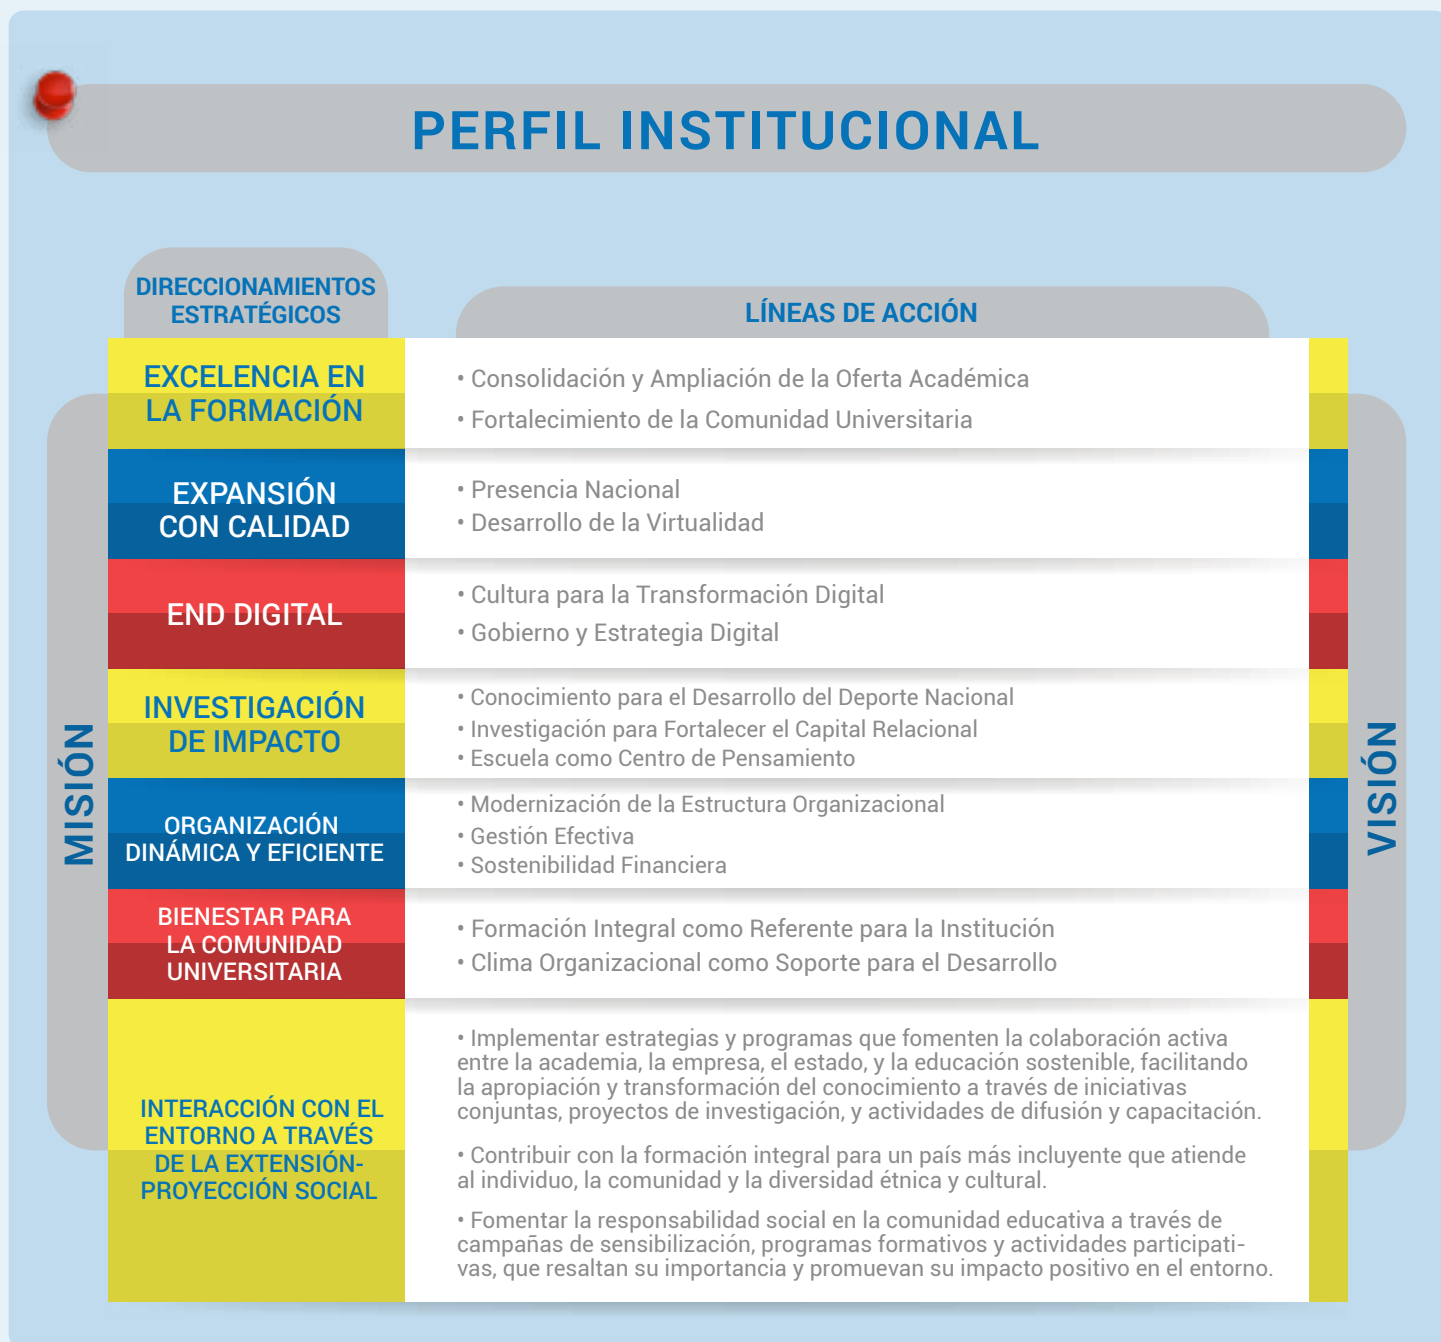 PERFIL INSTITUCIONAL
DIRECCIONAMIENTOS
ESTRATÉGICOS
LÍNEAS DE ACCIÓN
MISIÓN
EXCELENCIA EN
LA FORMACIÓN
• Consolidación y Ampliación de la Oferta Académica
• Fortalecimiento de la Comunidad Universitaria
EXPANSIÓN
CON CALIDAD
• Presencia Nacional
• Desarrollo de la Virtualidad
END DIGITAL
• Cultura para la Transformación Digital
• Gobierno y Estrategia Digital
INVESTIGACIÓN
DE IMPACTO
• Conocimiento para el Desarrollo del Deporte Nacional
• Investigación para Fortalecer el Capital Relacional
• Escuela como Centro de Pensamiento
ORGANIZACIÓN
DINÁMICA Y EFICIENTE
• Modernización de la Estructura Organizacional
• Gestión Efectiva
• Sostenibilidad Financiera
BIENESTAR PARA
LA COMUNIDAD
UNIVERSITARIA
• Formación Integral como Referente para la Institución
• Clima Organizacional como Soporte para el Desarrollo
INTERACCIÓN CON EL
ENTORNO A TRAVÉS
DE LA EXTENSIÓN-
PROYECCIÓN SOCIAL
• Implementar estrategias y programas que fomenten la colaboración activa
entre la academia, la empresa, el estado, y la educación sostenible, facilitando
la apropiación y transformación del conocimiento a través de iniciativas
conjuntas, proyectos de investigación, y actividades de difusión y capacitación.
• Contribuir con la formación integral para un país más incluyente que atiende
al individuo, la comunidad y la diversidad étnica y cultural.
• Fomentar la responsabilidad social en la comunidad educativa a través de
campañas de sensibilización, programas formativos y actividades participati-
vas, que resaltan su importancia y promuevan su impacto positivo en el entorno.
VISIÓN